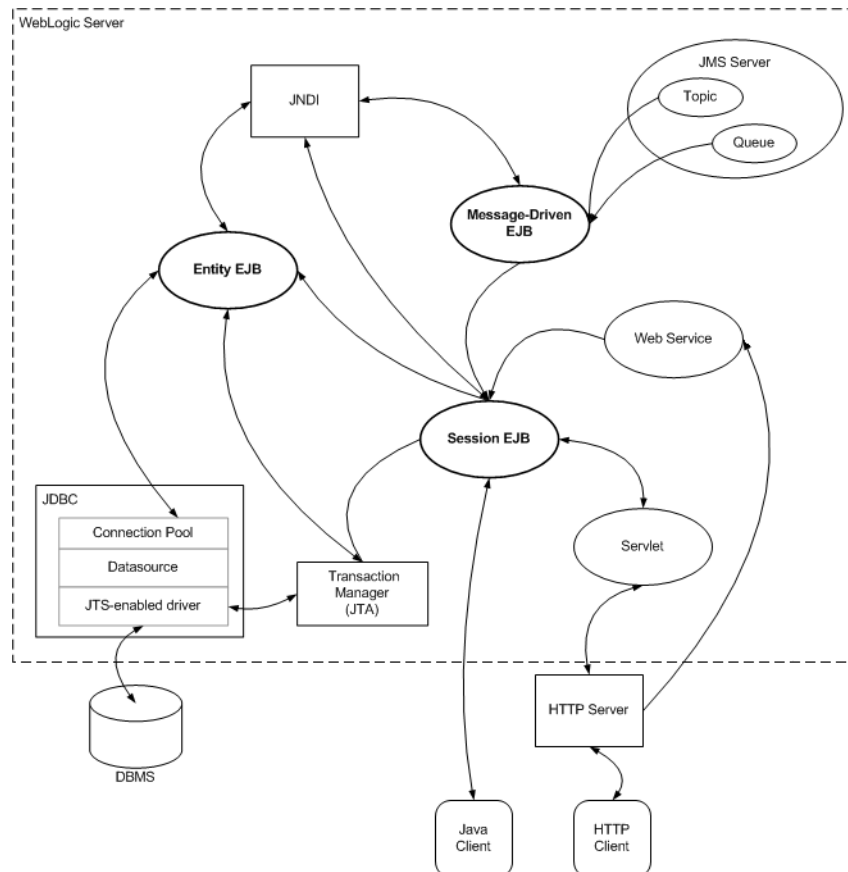 WebLogic Server
JMS Server
JNDI
Topic
Queue
Message-Driven
EJB
Entity EJB
Web Service
Session EJB
JDBC
Connection Pool
Datasource
JTS-enabled driver
Transaction
Manager
(JTA)
Servlet
HTTP Server
DBMS
Java
Client
HTTP
Client